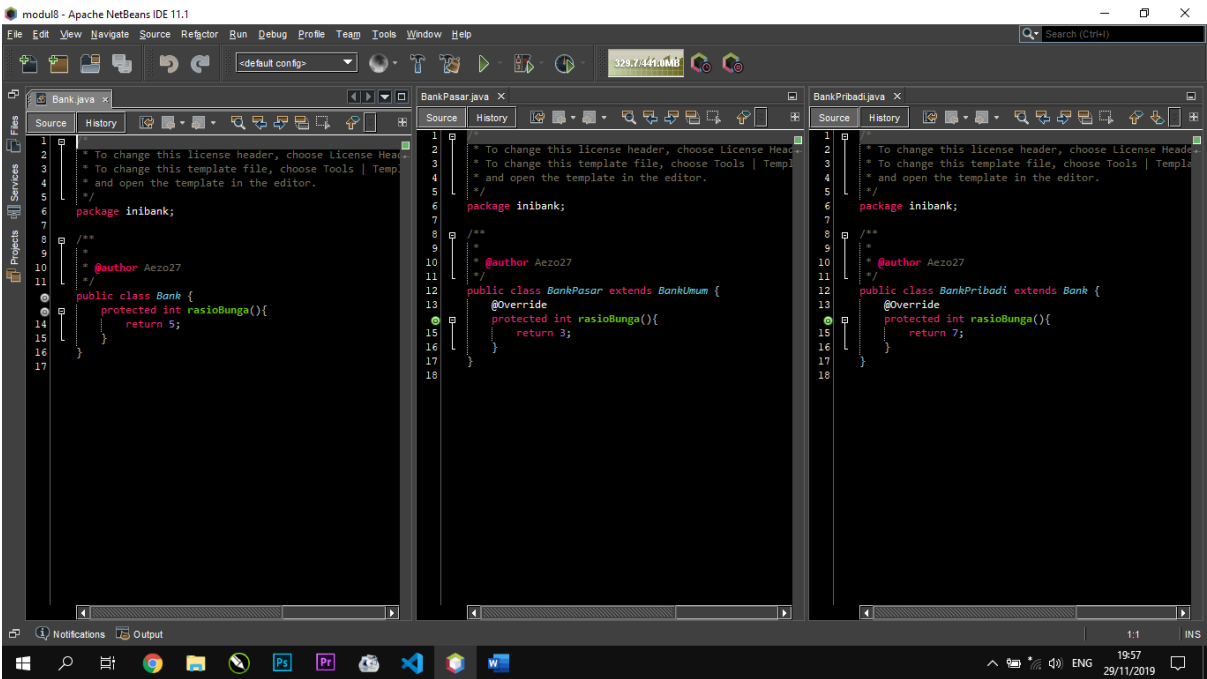 modul8 - Apache NetBeans IDE 11.1
File Edit View Navigate Source Refactor Run Debug Profile Team Tools Window Help
Search (Ctrl+I)
<default config>
329.7/441.0MB
Files
Services
Projects
Bank.java
Source History
1 *
2 * To change this license header, choose License Head
3 * To change this template file, choose Tools | Templ
4 * and open the template in the editor.
5 */
6 package inibank;
7
8 /**
9 *
10 * @author Aezo27
11 */
public class Bank {
protected int rasioBunga(){
14 return 5;
15 }
16 }
17
BankPasar.java
Source History
1 /*
2 * To change this license header, choose License Head
3 * To change this template file, choose Tools | Templ
4 * and open the template in the editor.
5 */
6 package inibank;
7
8 /**
9 *
10 * @author Aezo27
11 */
12 public class BankPasar extends BankUmum {
13 @Override
protected int rasioBunga(){
15 return 3;
16 }
17 }
18
BankPribadi.java
Source History
1 /*
2 * To change this license header, choose License Heade
3 * To change this template file, choose Tools | Templa
4 * and open the template in the editor.
5 */
6 package inibank;
7
8 /**
9 *
10 * @author Aezo27
11 */
12 public class BankPribadi extends Bank {
13 @Override
protected int rasioBunga(){
15 return 7;
16 }
17 }
18
Notifications Output
1:1 INS
Ps Pr
ENG
19:57
29/11/2019